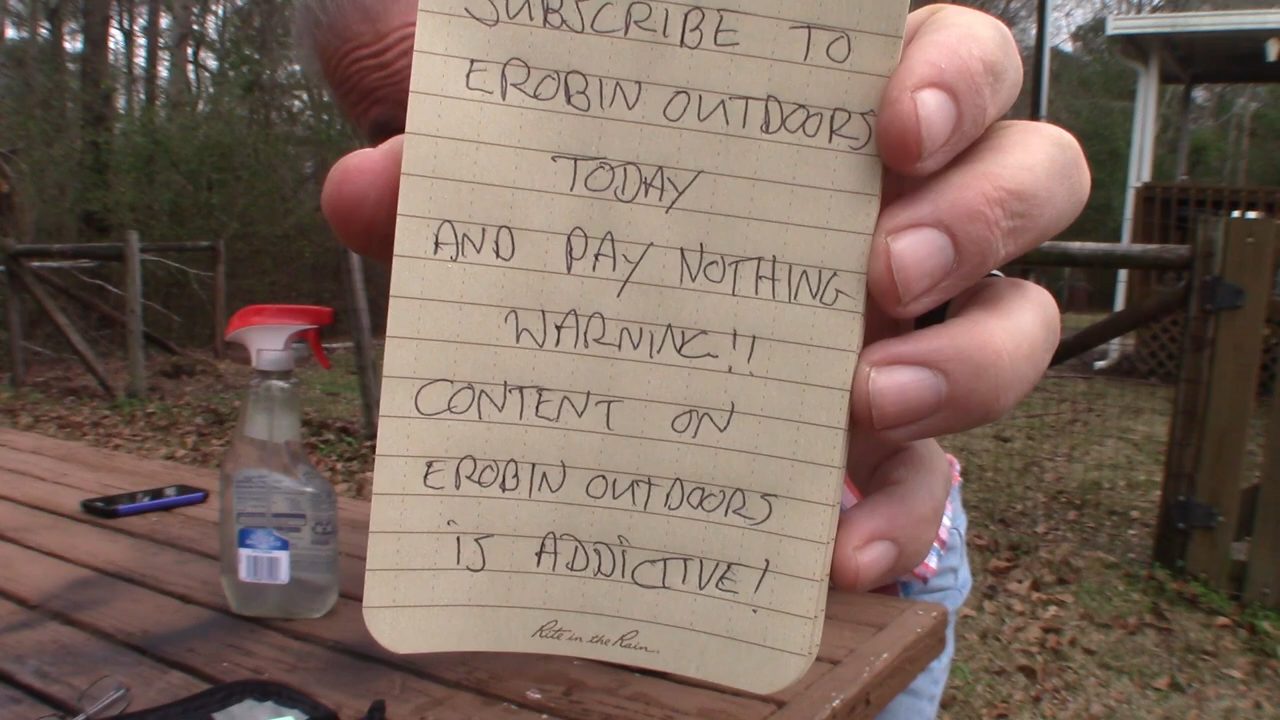 SUBSCRIBE TO
EROBIN OUTDOORS
TODAY
AND PAY NOTHING
WARNING!!
CONTENT ON
EROBIN OUTDOORS
iS ADDiCTIVE!
Rite in the Rain.